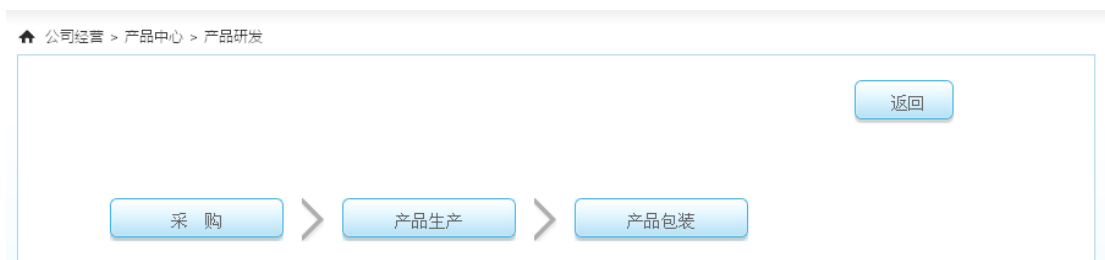 公司经营 > 产品中心 > 产品研发
返回
采 购
产品生产
产品包装